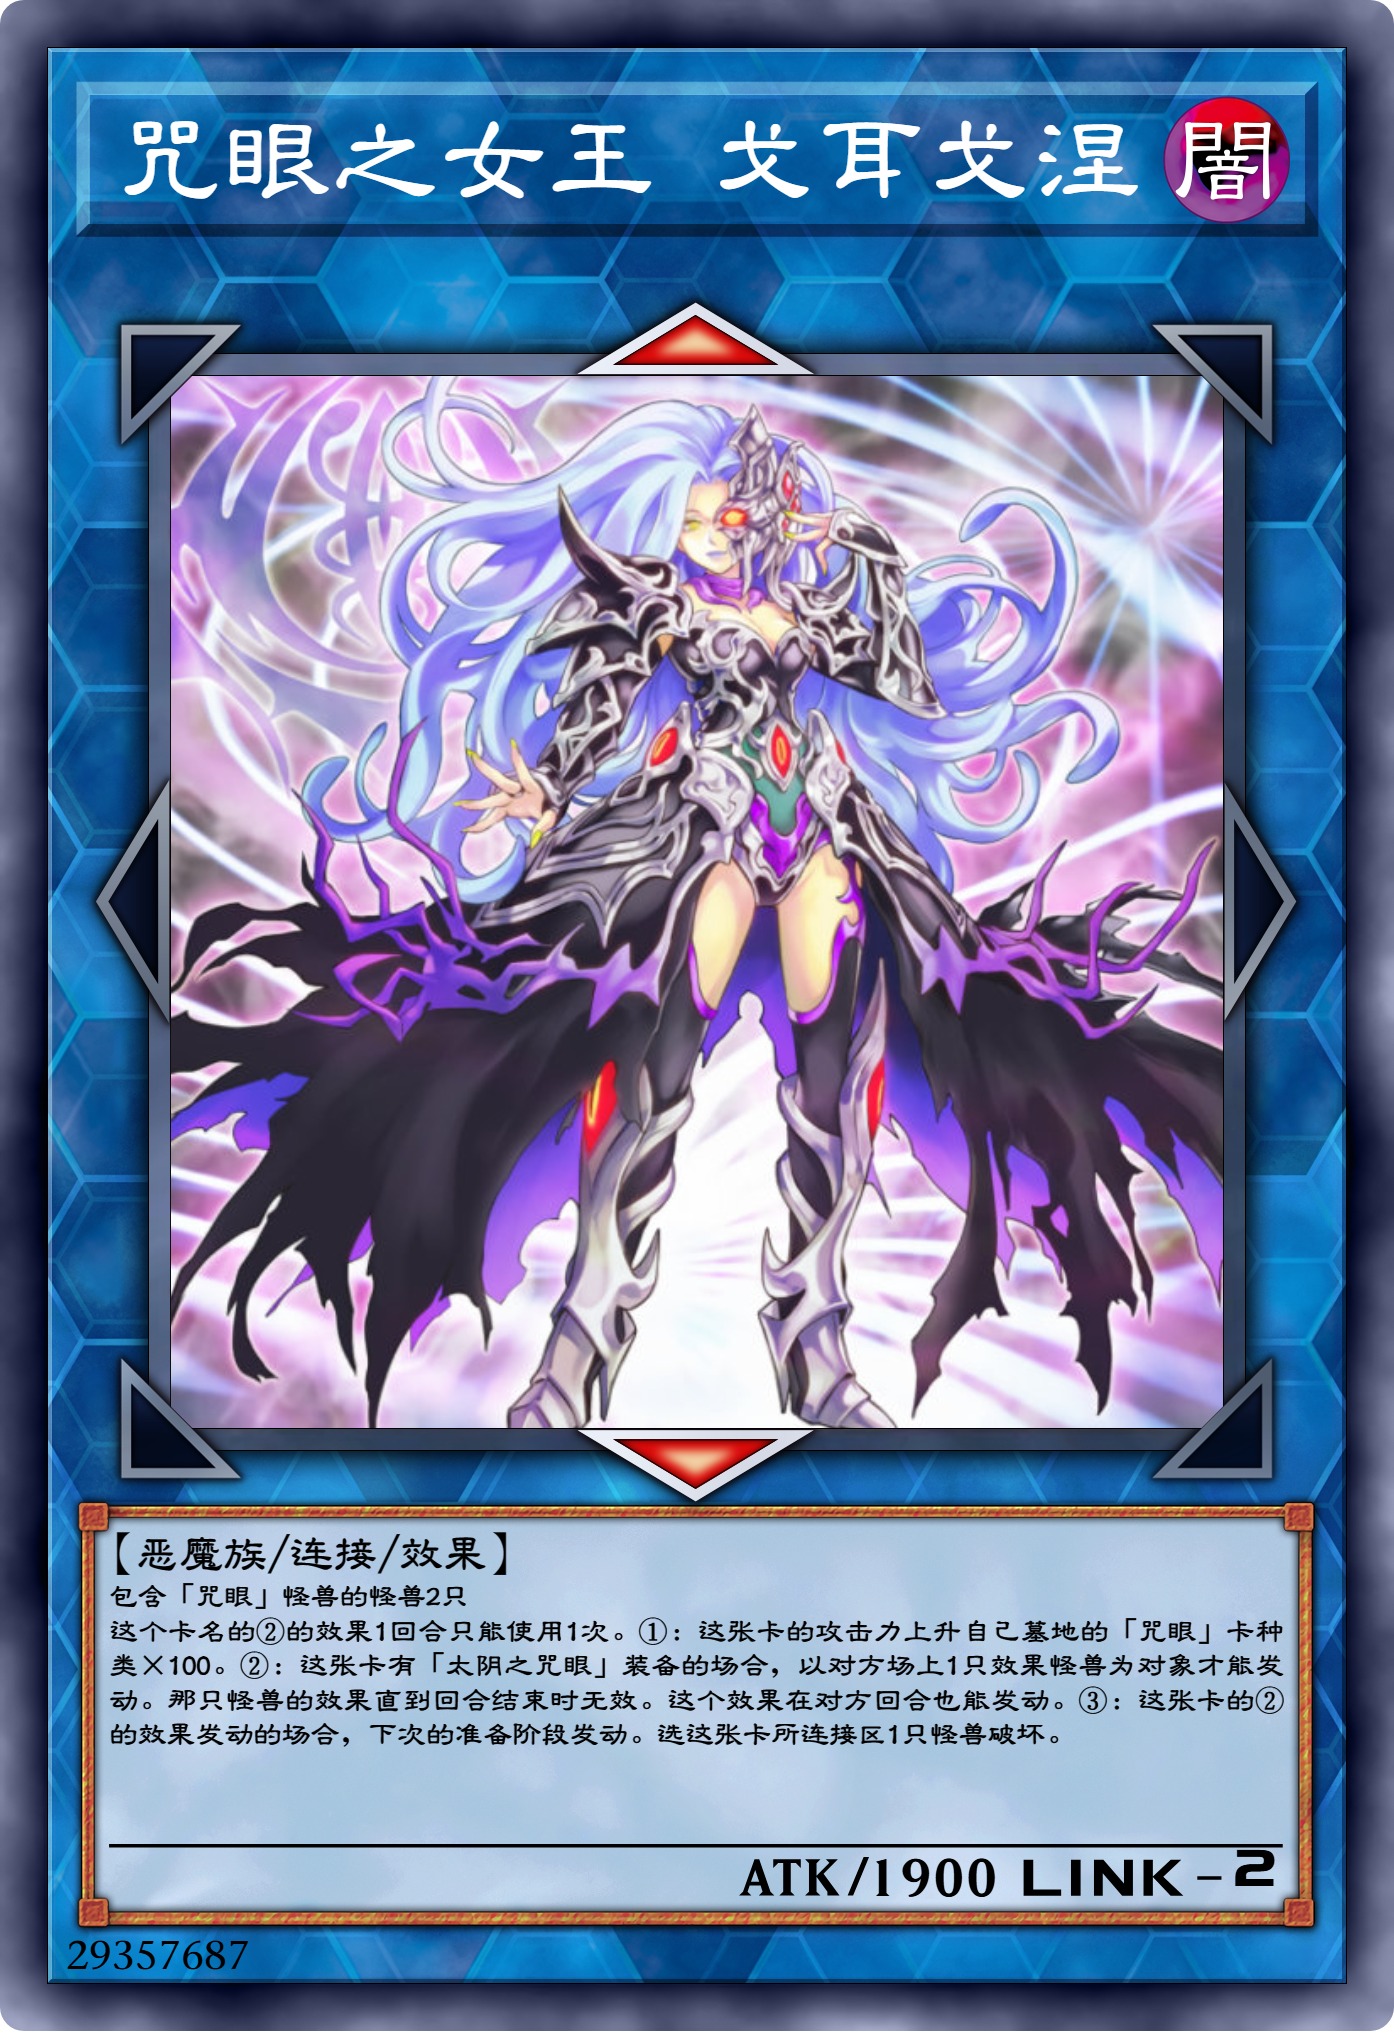 咒眼之女王 戈耳戈涅 闇
【恶魔族/连接/效果】
包含「咒眼」怪兽的怪兽2只
这个卡名的②的效果1回合只能使用1次。①：这张卡的攻击力上升自己墓地的「咒眼」卡种
类×100。②：这张卡有「太阴之咒眼」装备的场合，以对方场上1只效果怪兽为对象才能发
动。那只怪兽的效果直到回合结束时无效。这个效果在对方回合也能发动。③：这张卡的②
的效果发动的场合，下次的准备阶段发动。选这张卡所连接区1只怪兽破坏。
ATK/1900 LINK-2
29357687